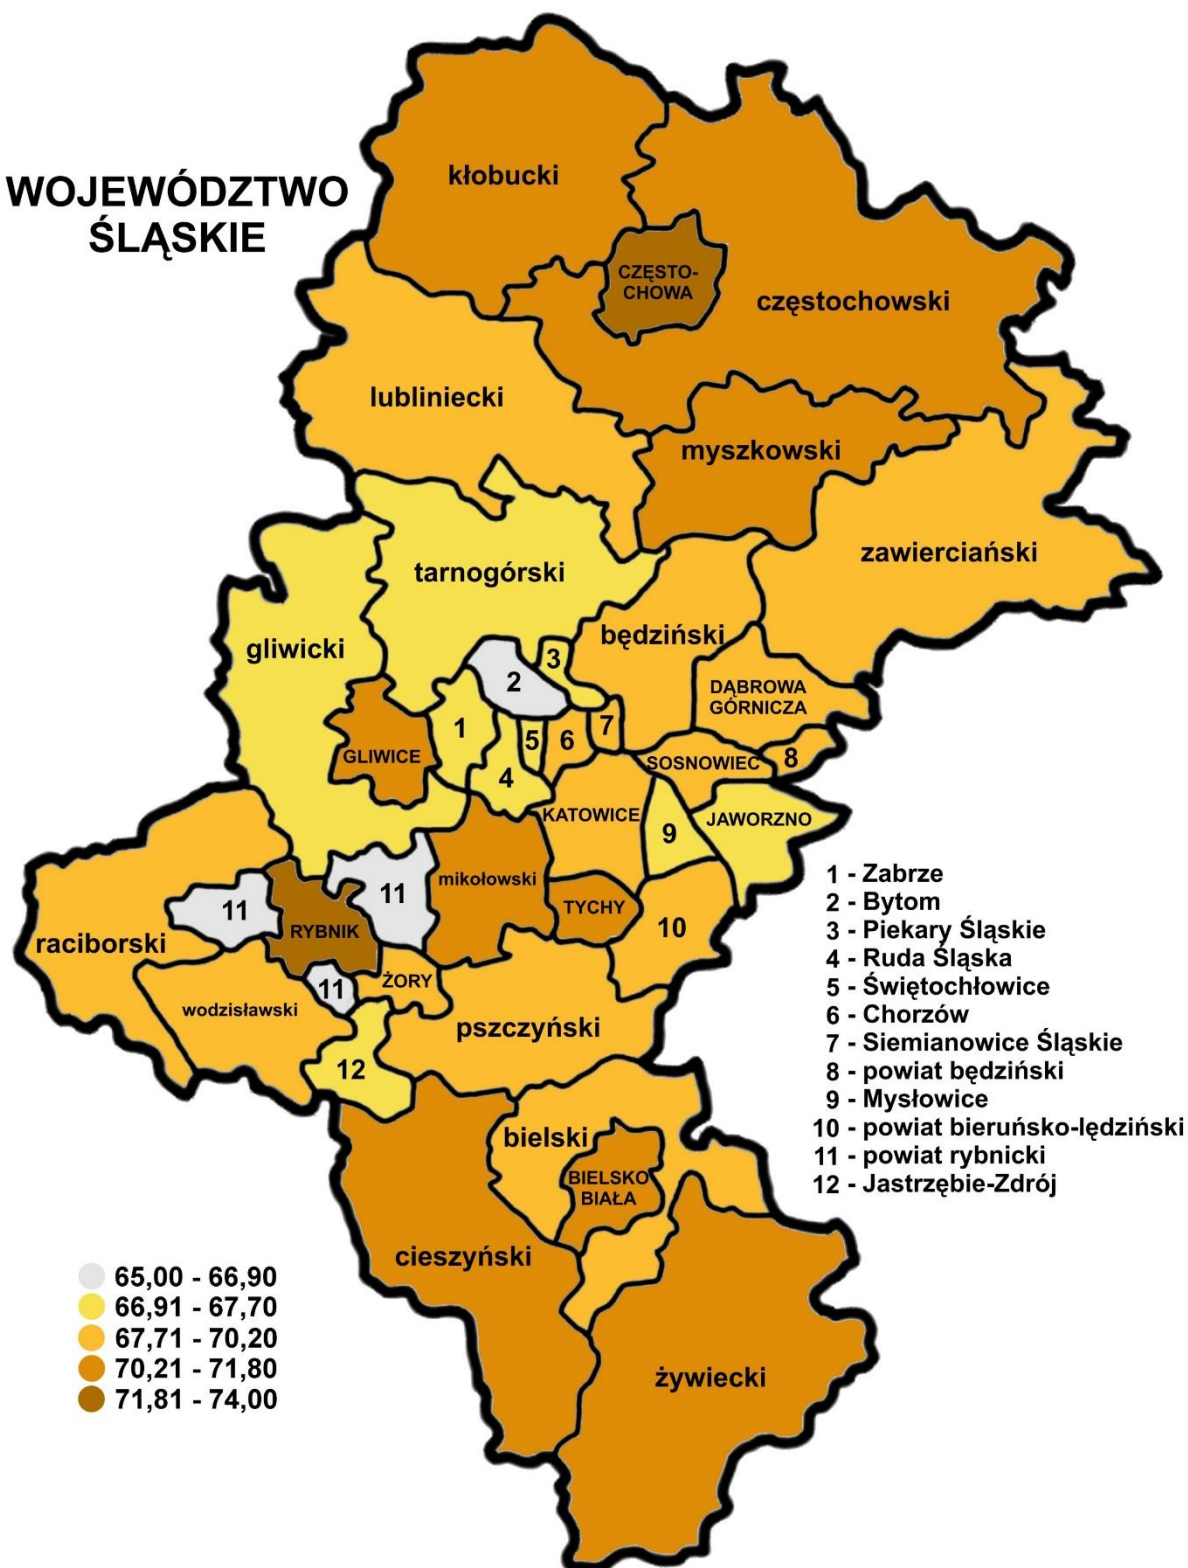 WOJEWÓDZTWO
ŚLĄSKIE
kłobucki
CZĘSTO-
CHOWA
częstochowski
lubliniecki
myszkowski
zawierciański
tarnogórski
będziński
gliwicki
3
2
DĄBROWA
GÓRNICZA
1
5
6
7
GLIWICE
4
SOSNOWIEC
8
KATOWICE
9
JAWORZNO
11
mikołowski
11
TYCHY
10
RYBNIK
raciborski
11
ŻORY
wodzisławski
pszczyński
12
bielski
BIELSKO
BIAŁA
cieszyński
żywiecki
1 - Zabrze
2 - Bytom
3 - Piekary Śląskie
4 - Ruda Śląska
5 - Świętochłowice
6 - Chorzów
7 - Siemianowice Śląskie
8 - powiat będziński
9 - Mysłowice
10 - powiat bieruńsko-lędziński
11 - powiat rybnicki
12 - Jastrzębie-Zdrój
65,00 - 66,90
66,91 - 67,70
67,71 - 70,20
70,21 - 71,80
71,81 - 74,00